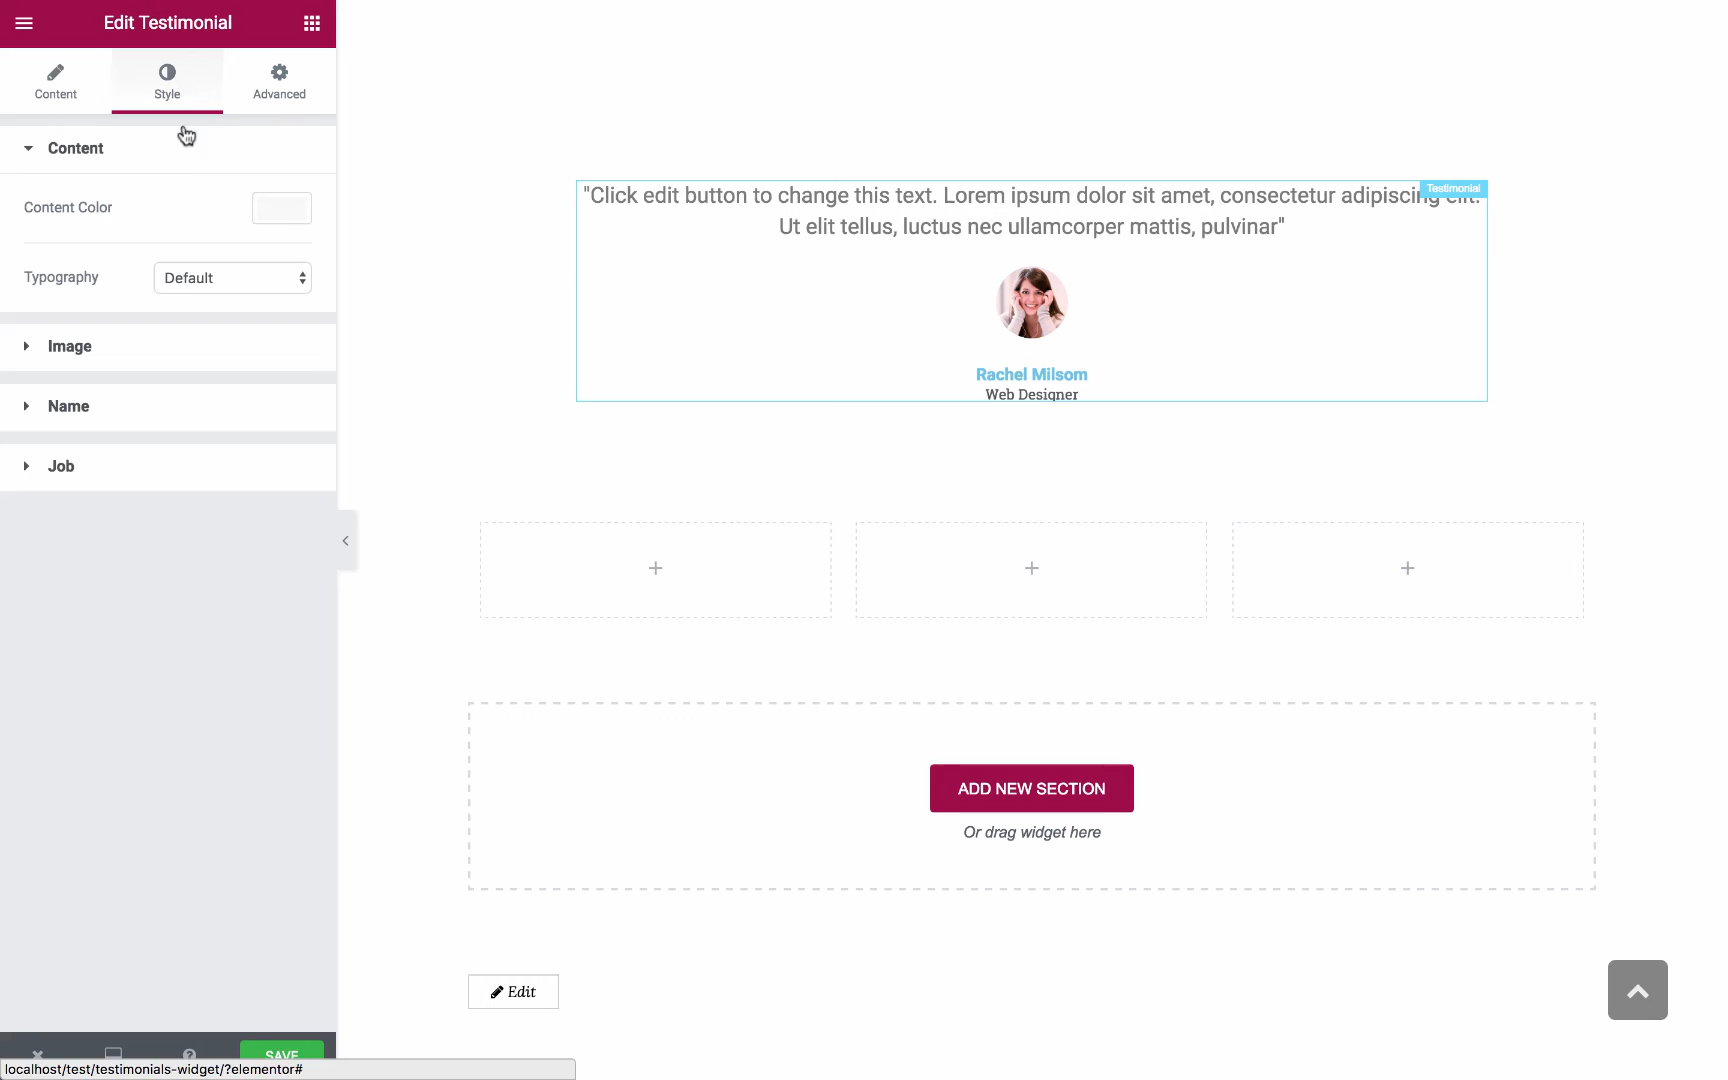 Edit Testimonial
Content
Style
Advanced
Content
Content Color
Typography
Default
Image
Name
Job
SAVE
localhost/test/testimonials-widget/?elementor#
Testimonial
"Click edit button to change this text. Lorem ipsum dolor sit amet, consectetur adipiscing elit.
Ut elit tellus, luctus nec ullamcorper mattis, pulvinar"
Rachel Milsom
Web Designer
ADD NEW SECTION
Or drag widget here
Edit